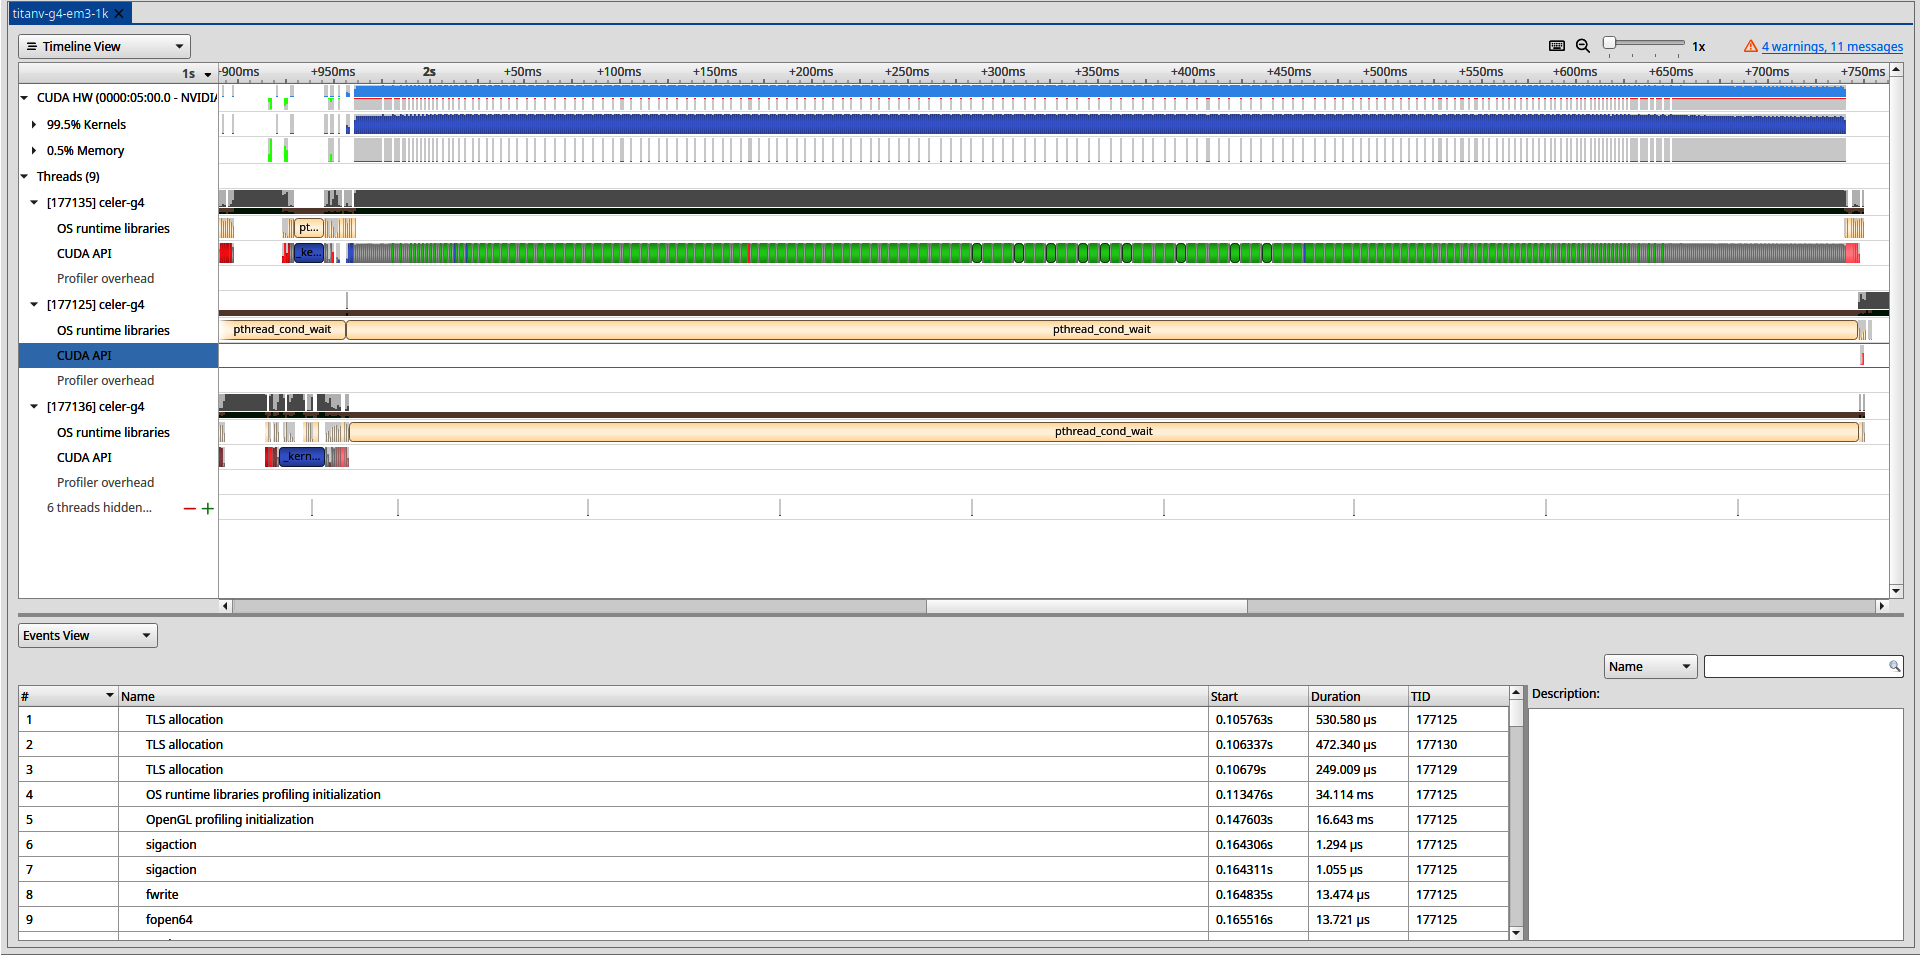 titanv-g4-em3-1k
Timeline View
1x
4 warnings, 11 messages
1s
+900ms +950ms 2s +50ms +100ms +150ms +200ms +250ms +300ms +350ms +400ms +450ms +500ms +550ms +600ms +650ms +700ms +750ms
CUDA HW (0000:05:00.0 - NVIDIA
99.5% Kernels
0.5% Memory
Threads (9)
[177135] celer-g4
OS runtime libraries
pt...
CUDA API
_ke...
Profiler overhead
[177125] celer-g4
OS runtime libraries
pthread_cond_wait pthread_cond_wait
CUDA API
Profiler overhead
[177136] celer-g4
OS runtime libraries
pthread_cond_wait
CUDA API
_kern...
Profiler overhead
6 threads hidden...
Events View
Name
# Name Start Duration TID
Description:
1 TLS allocation 0.105763s 530.580 μs 177125
2 TLS allocation 0.106337s 472.340 μs 177130
3 TLS allocation 0.10679s 249.009 μs 177129
4 OS runtime libraries profiling initialization 0.113476s 34.114 ms 177125
5 OpenGL profiling initialization 0.147603s 16.643 ms 177125
6 sigaction 0.164306s 1.294 μs 177125
7 sigaction 0.164311s 1.055 μs 177125
8 fwrite 0.164835s 13.474 μs 177125
9 fopen64 0.165516s 13.721 μs 177125